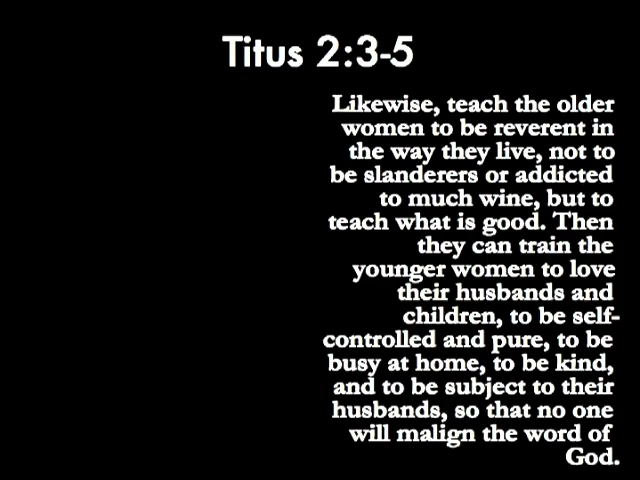 Titus 2:3-5
Likewise, teach the older
women to be reverent in
the way they live, not to
be slanderers or addicted
to much wine, but to
teach what is good. Then
they can train the
younger women to love
their husbands and
children, to be self-
controlled and pure, to be
busy at home, to be kind,
and to be subject to their
husbands, so that no one
will malign the word of
God.